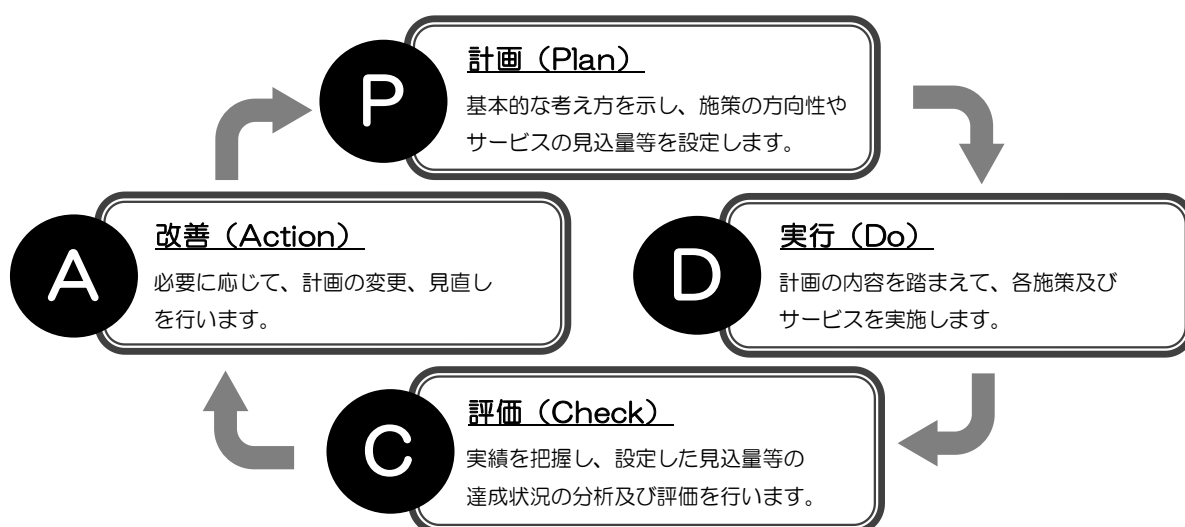 P
計画（Plan）
基本的な考え方を示し、施策の方向性や
サービスの見込量等を設定します。
D
実行（Do）
計画の内容を踏まえて、各施策及び
サービスを実施します。
C
評価（Check）
実績を把握し、設定した見込量等の
達成状況の分析及び評価を行います。
A
改善（Action）
必要に応じて、計画の変更、見直し
を行います。